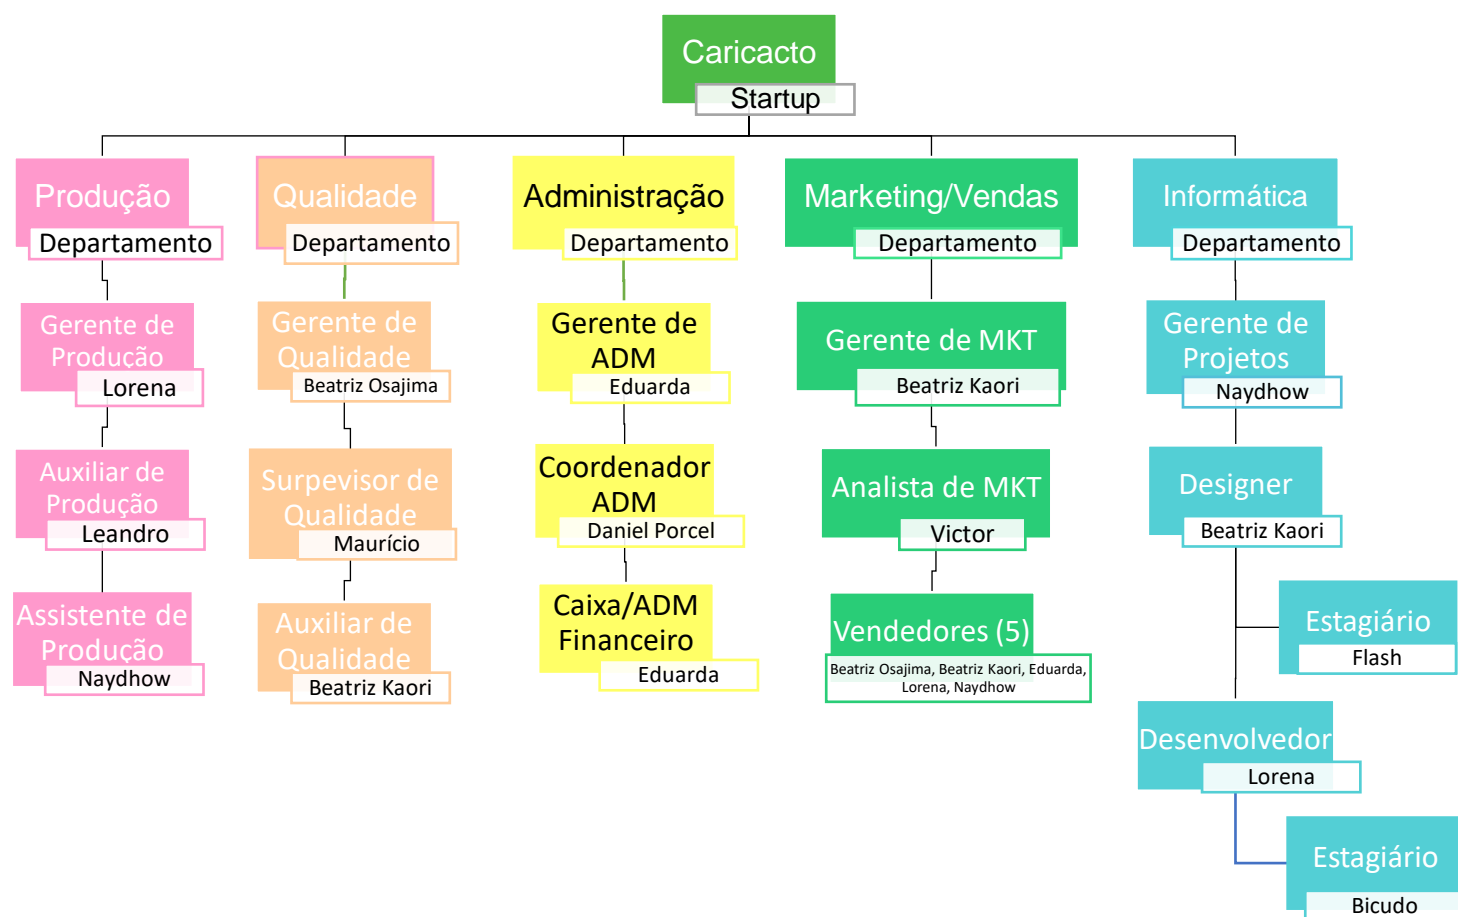 Caricacto
Startup
Produção
Departamento
Gerente de
Produção
Lorena
Auxiliar de
Produção
Leandro
Assistente de
Produção
Naydhow
Qualidade
Departamento
Gerente de
Qualidade
Beatriz Osajima
Surpevisor de
Qualidade
Maurício
Auxiliar de
Qualidade
Beatriz Kaori
Administração
Departamento
Gerente de
ADM
Eduarda
Coordenador
ADM
Daniel Porcel
Caixa/ADM
Financeiro
Eduarda
Marketing/Vendas
Departamento
Gerente de MKT
Beatriz Kaori
Analista de MKT
Victor
Vendedores (5)
Beatriz Osajima, Beatriz Kaori, Eduarda,
Lorena, Naydhow
Informática
Departamento
Gerente de
Projetos
Naydhow
Designer
Beatriz Kaori
Estagiário
Flash
Desenvolvedor
Lorena
Estagiário
Bicudo